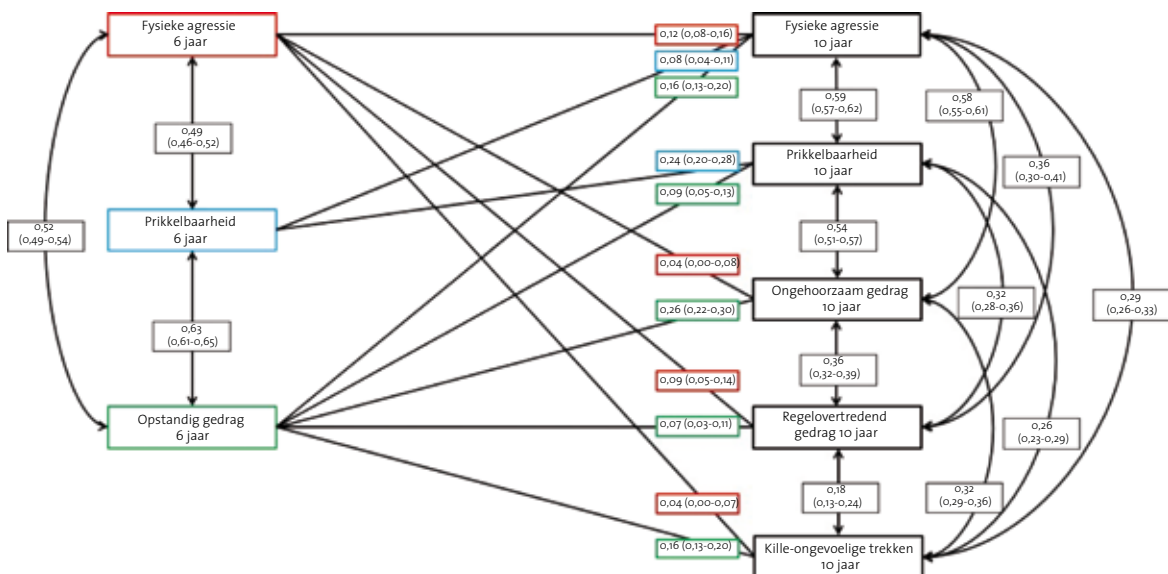 Fysieke agressie
6 jaar
0,49
(0,46-0,52)
0,52
(0,49-0,54)
Prikkelbaarheid
6 jaar
0,63
(0,61-0,65)
Opstandig gedrag
6 jaar
0,12 (0,08-0,16)
0,08 (0,04-0,11)
0,16 (0,13-0,20)
0,24 (0,20-0,28)
0,09 (0,05-0,13)
0,04 (0,00-0,08)
0,26 (0,22-0,30)
0,09 (0,05-0,14)
0,07 (0,03-0,11)
0,04 (0,00-0,07)
0,16 (0,13-0,20)
Fysieke agressie
10 jaar
0,59
(0,57-0,62)
Prikkelbaarheid
10 jaar
0,54
(0,51-0,57)
Ongehoorzaam gedrag
10 jaar
0,36
(0,32-0,39)
Regelovertredend
gedrag 10 jaar
0,18
(0,13-0,24)
Kille-ongevoelige trekken
10 jaar
0,58
(0,55-0,61)
0,36
(0,30-0,41)
0,32
(0,28-0,36)
0,29
(0,26-0,33)
0,26
(0,23-0,29)
0,32
(0,29-0,36)